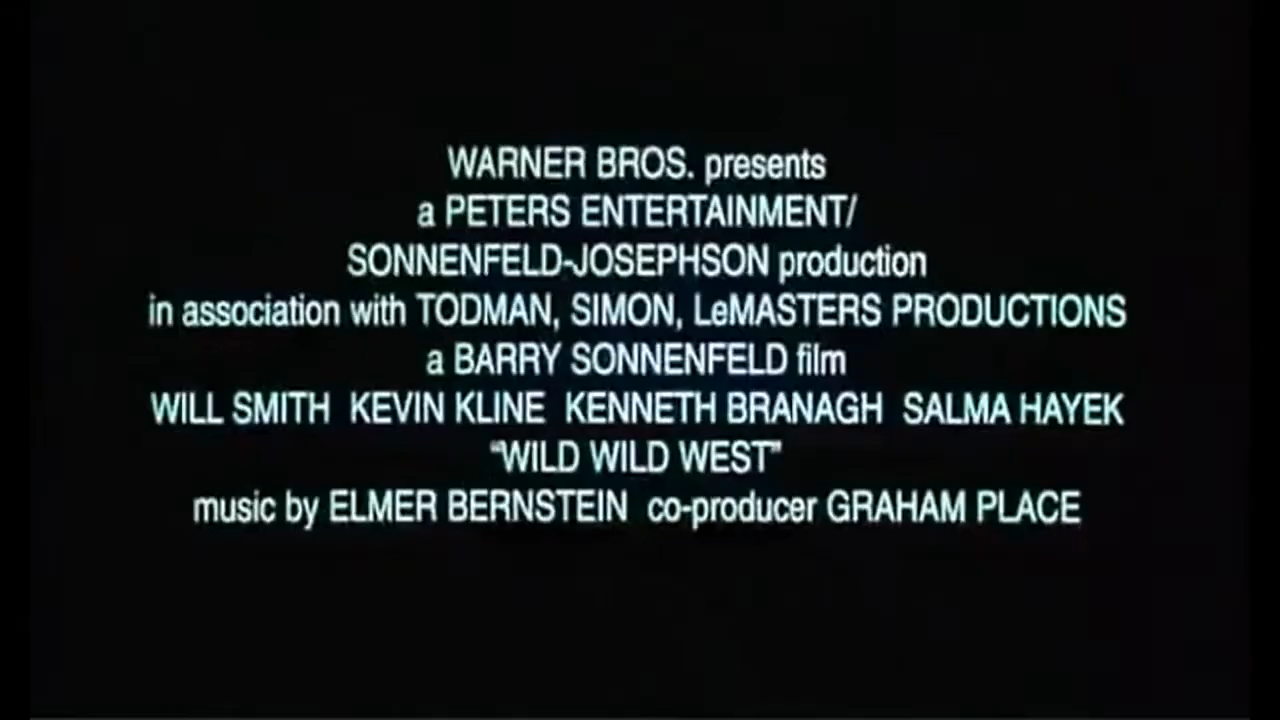 WARNER BROS. presents
a PETERS ENTERTAINMENT/
SONNENFELD-JOSEPHSON production
in association with TODMAN, SIMON, LeMASTERS PRODUCTIONS
a BARRY SONNENFELD film
WILL SMITH  KEVIN KLINE  KENNETH BRANAGH  SALMA HAYEK
"WILD WILD WEST"
music by ELMER BERNSTEIN  co-producer GRAHAM PLACE